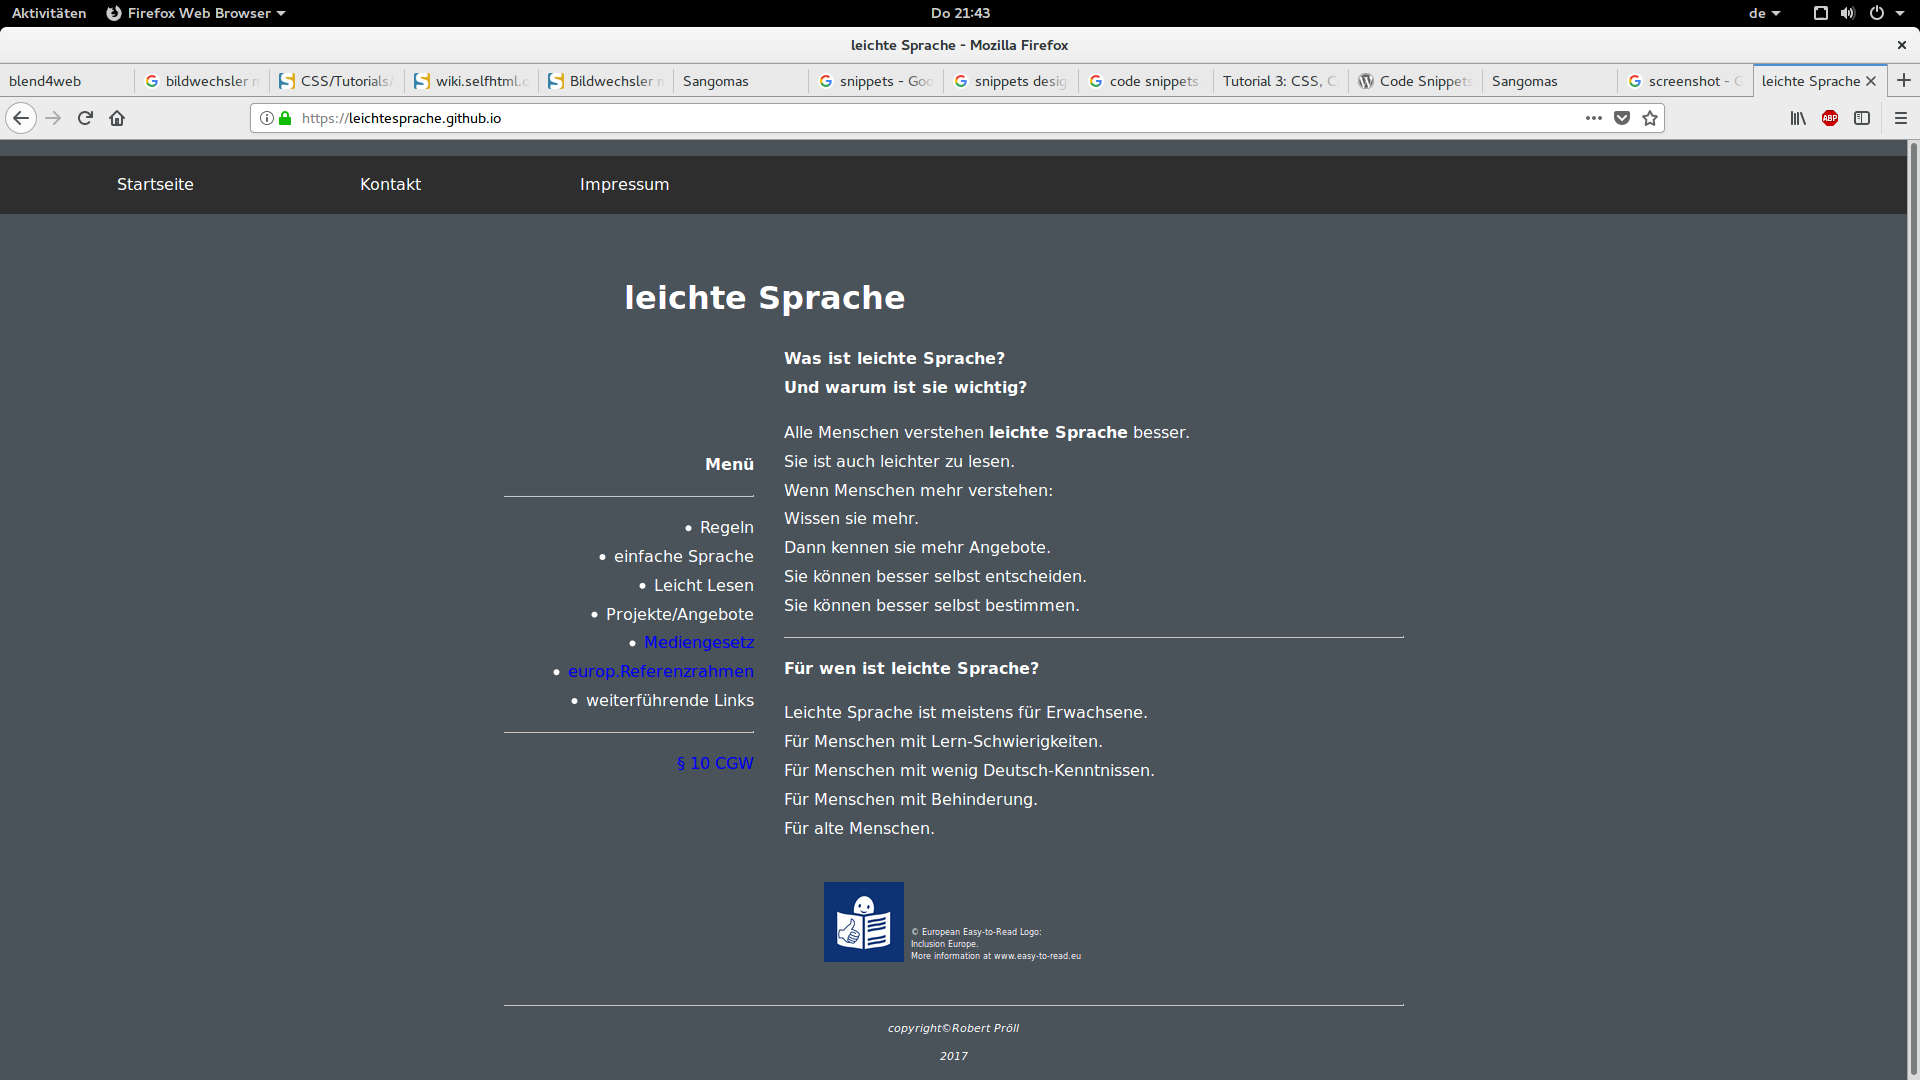 Aktivitäten Firefox Web Browser Do 21:43 de
leichte Sprache - Mozilla Firefox
blend4web bildwechsler CSS/Tutorials/ wiki.selfhtml. Bildwechsler Sangomas snippets - Goo snippets desig code snippets Tutorial 3: CSS, C Code Snippets Sangomas screenshot - G leichte Sprache
https://leichtesprache.github.io ABP
Startseite Kontakt Impressum
leichte Sprache
Was ist leichte Sprache?
Und warum ist sie wichtig?
Alle Menschen verstehen leichte Sprache besser.
Sie ist auch leichter zu lesen.
Wenn Menschen mehr verstehen:
Wissen sie mehr.
Dann kennen sie mehr Angebote.
Sie können besser selbst entscheiden.
Sie können besser selbst bestimmen.
Menü
• Regeln
• einfache Sprache
• Leicht Lesen
• Projekte/Angebote
• Mediengesetz
• europ.Referenzrahmen
• weiterführende Links
§ 10 CGW
Für wen ist leichte Sprache?
Leichte Sprache ist meistens für Erwachsene.
Für Menschen mit Lern-Schwierigkeiten.
Für Menschen mit wenig Deutsch-Kenntnissen.
Für Menschen mit Behinderung.
Für alte Menschen.
© European Easy-to-Read Logo:
Inclusion Europe.
More information at www.easy-to-read.eu
copyright©Robert Pröll
2017